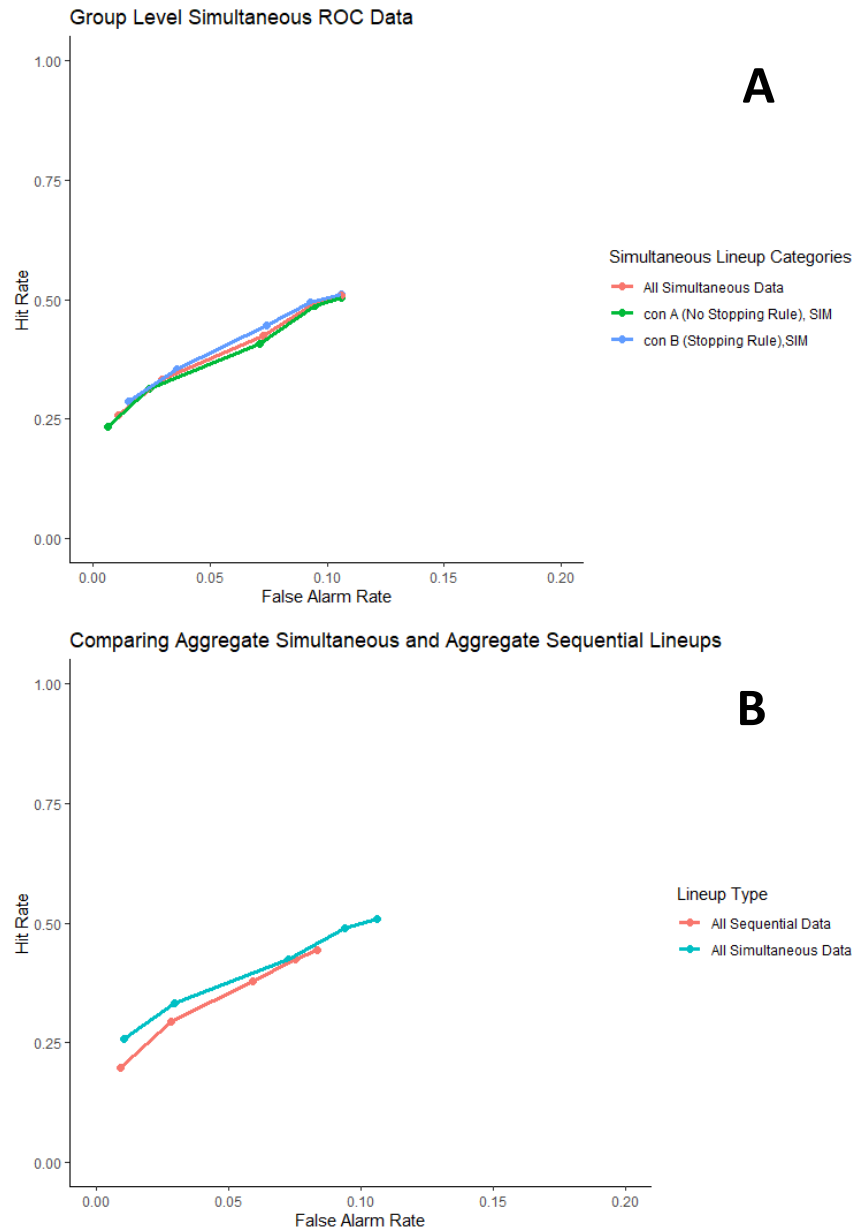 Group Level Simultaneous ROC Data
A
1.00
0.75
0.50
0.25
0.00
Hit Rate
0.00 0.05 0.10 0.15 0.20
False Alarm Rate
Simultaneous Lineup Categories
All Simultaneous Data
con A (No Stopping Rule), SIM
con B (Stopping Rule),SIM
Comparing Aggregate Simultaneous and Aggregate Sequential Lineups
B
1.00
0.75
0.50
0.25
0.00
Hit Rate
0.00 0.05 0.10 0.15 0.20
False Alarm Rate
Lineup Type
All Sequential Data
All Simultaneous Data